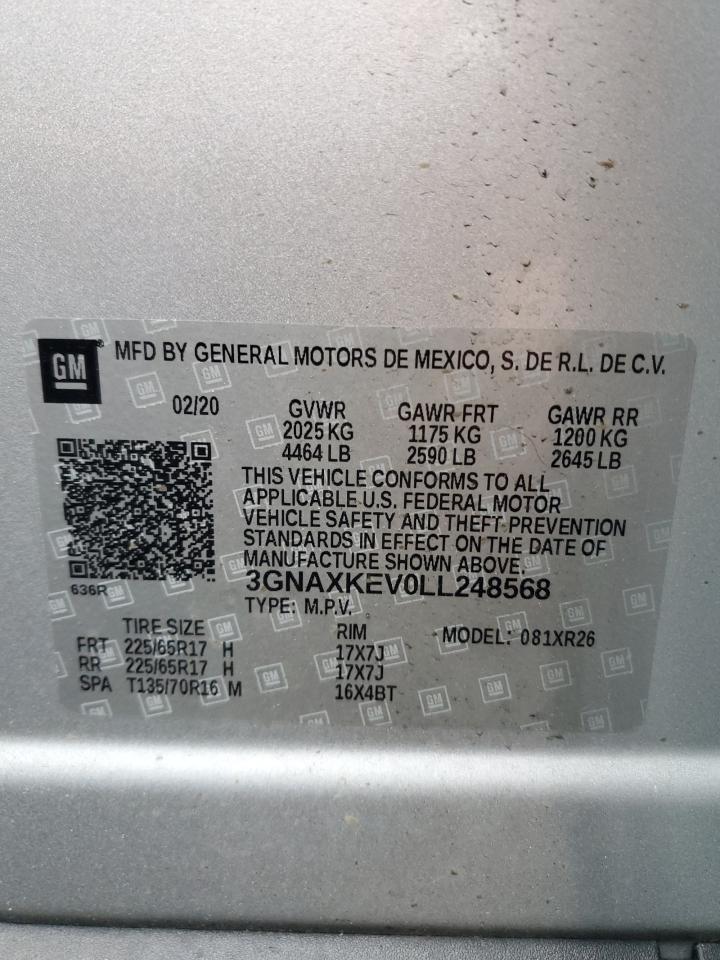 GM MFD BY GENERAL MOTORS DE MEXICO, S. DE R.L. DE C.V.
02/20 GVWR GAWR FRT GAWR RR
2025 KG 1175 KG 1200 KG
4464 LB 2590 LB 2645 LB
THIS VEHICLE CONFORMS TO ALL
APPLICABLE U.S. FEDERAL MOTOR
VEHICLE SAFETY AND THEFT PREVENTION
STANDARDS IN EFFECT ON THE DATE OF
MANUFACTURE SHOWN ABOVE.
636R 3GNAXKEV0LL248568
TYPE: M.P.V.
TIRE SIZE RIM MODEL: 081XR26
FRT 225/65R17 H 17X7J
RR 225/65R17 H 17X7J
SPA T135/70R16 M 16X4BT